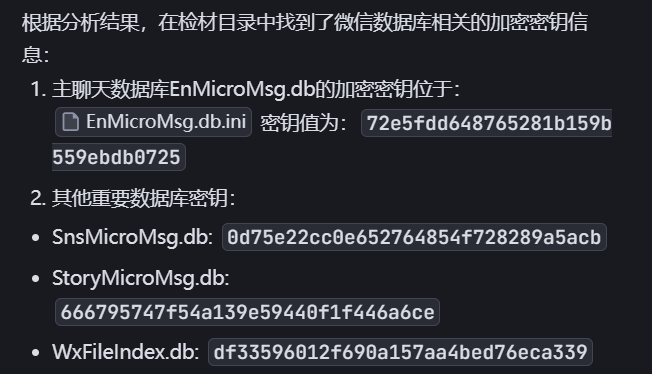 根据分析结果，在检材目录中找到了微信数据库相关的加密密钥信
息：
1. 主聊天数据库EnMicroMsg.db的加密密钥位于：
EnMicroMsg.db.ini 密钥值为： 72e5fdd648765281b159b
559ebdb0725
2. 其他重要数据库密钥：
• SnsMicroMsg.db: 0d75e22cc0e652764854f728289a5acb
• StoryMicroMsg.db:
666795747f54a139e59440f1f446a6ce
• WxFileIndex.db: df33596012f690a157aa4bed76eca339